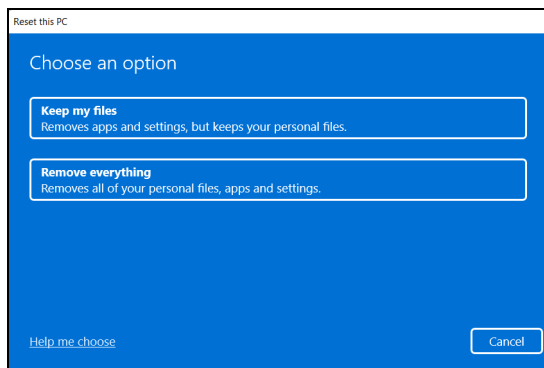 Reset this PC
Choose an option
Keep my files
Removes apps and settings, but keeps your personal files.
Remove everything
Removes all of your personal files, apps and settings.
Help me choose
Cancel